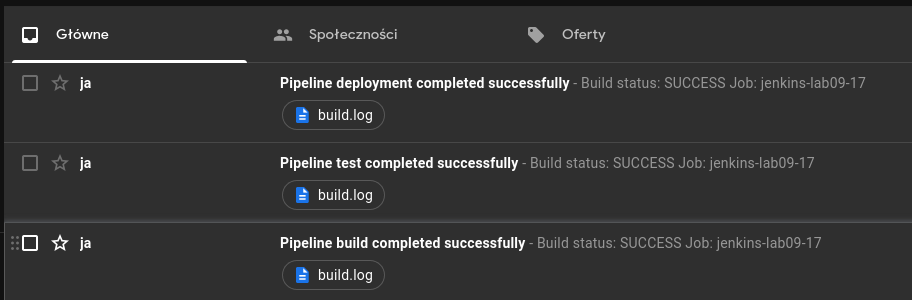 Główne Społeczności Oferty
ja Pipeline deployment completed successfully - Build status: SUCCESS Job: jenkins-lab09-17
build.log
ja Pipeline test completed successfully - Build status: SUCCESS Job: jenkins-lab09-17
build.log
ja Pipeline build completed successfully - Build status: SUCCESS Job: jenkins-lab09-17
build.log